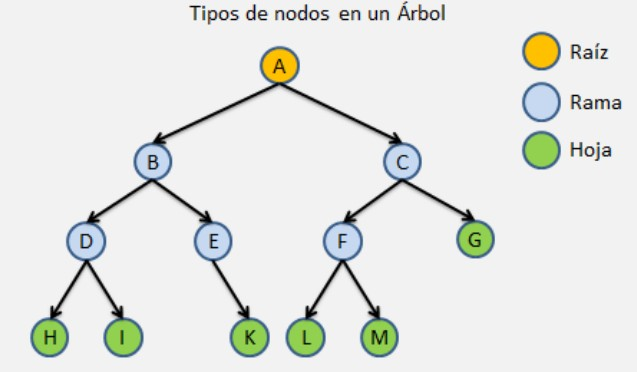 Tipos de nodos en un Árbol
A
Raíz
Rama
Hoja
B
C
D
E
F
G
H
I
K
L
M